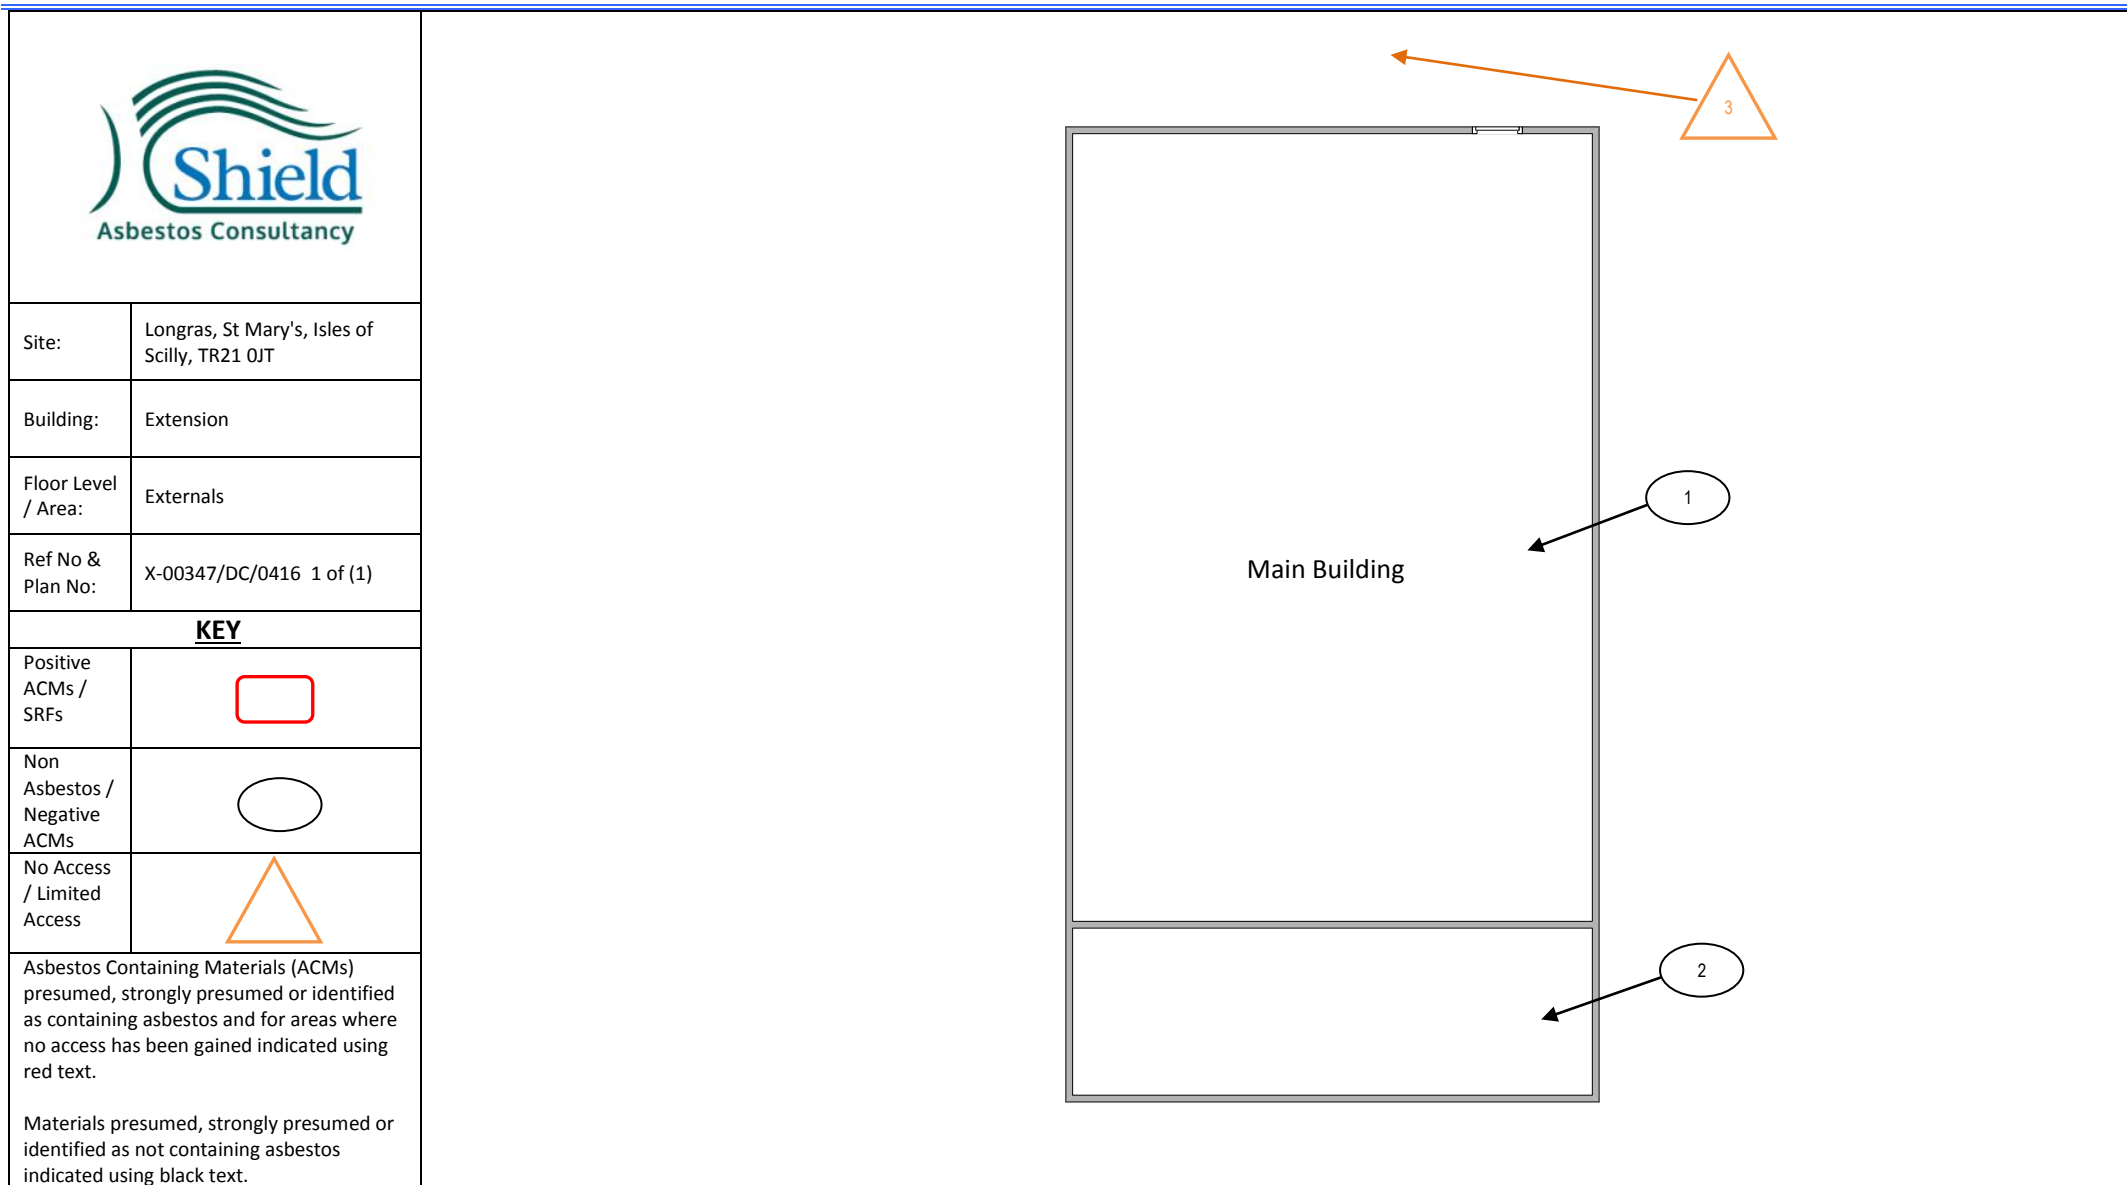 Shield
Asbestos Consultancy
Site:
Longras, St Mary's, Isles of
Scilly, TR21 0JT
Building:
Extension
Floor Level
/ Area:
Externals
Ref No &
Plan No:
X-00347/DC/0416 1 of (1)
KEY
Positive
ACMs /
SRFs
Non
Asbestos /
Negative
ACMs
No Access
/ Limited
Access
Asbestos Containing Materials (ACMs)
presumed, strongly presumed or identified
as containing asbestos and for areas where
no access has been gained indicated using
red text.
Materials presumed, strongly presumed or
identified as not containing asbestos
indicated using black text.
3
1
Main Building
2